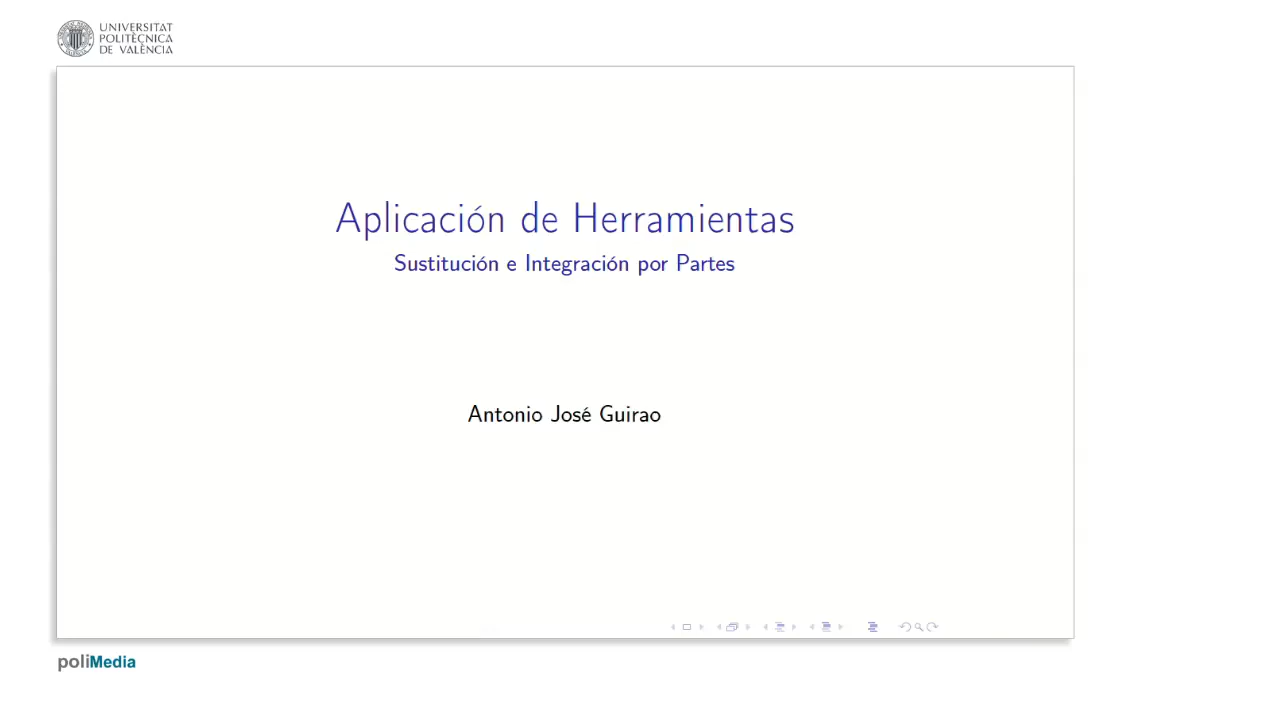 UNIVERSITAT
POLITÈCNICA
DE VALÈNCIA
Aplicación de Herramientas
Sustitución e Integración por Partes
Antonio José Guirao
poliMedia